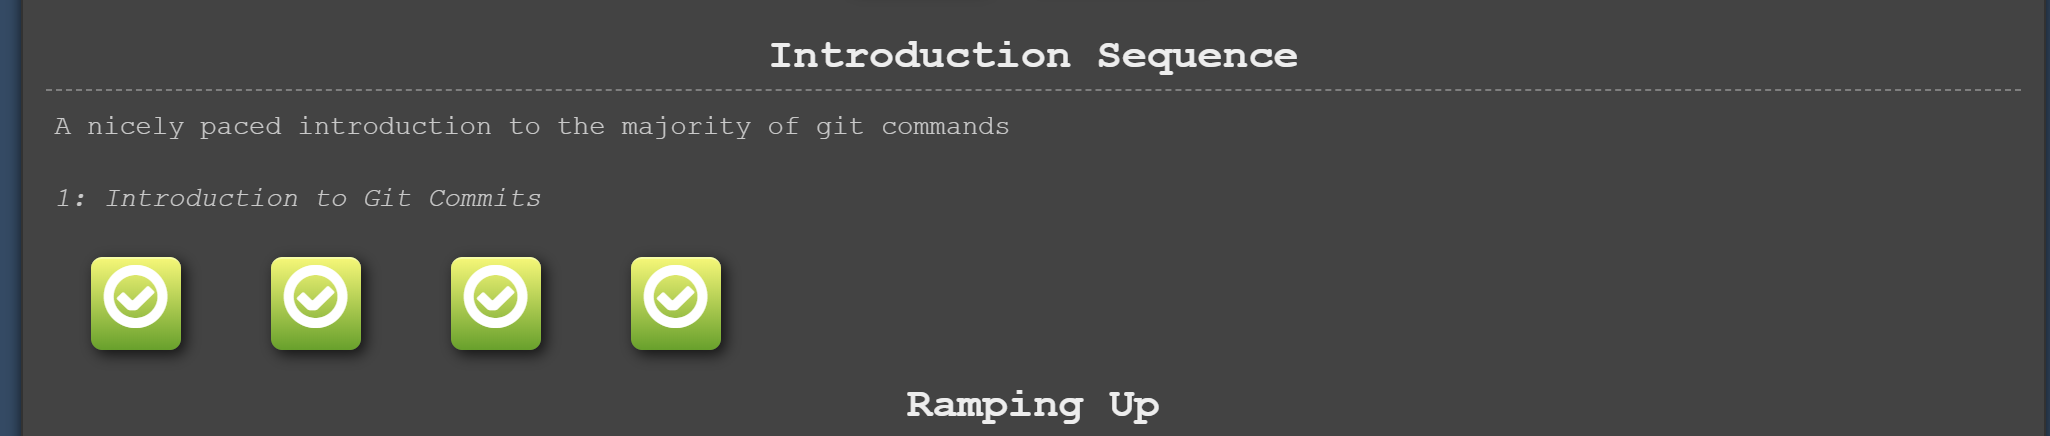 Introduction Sequence
A nicely paced introduction to the majority of git commands
1: Introduction to Git Commits
Ramping Up